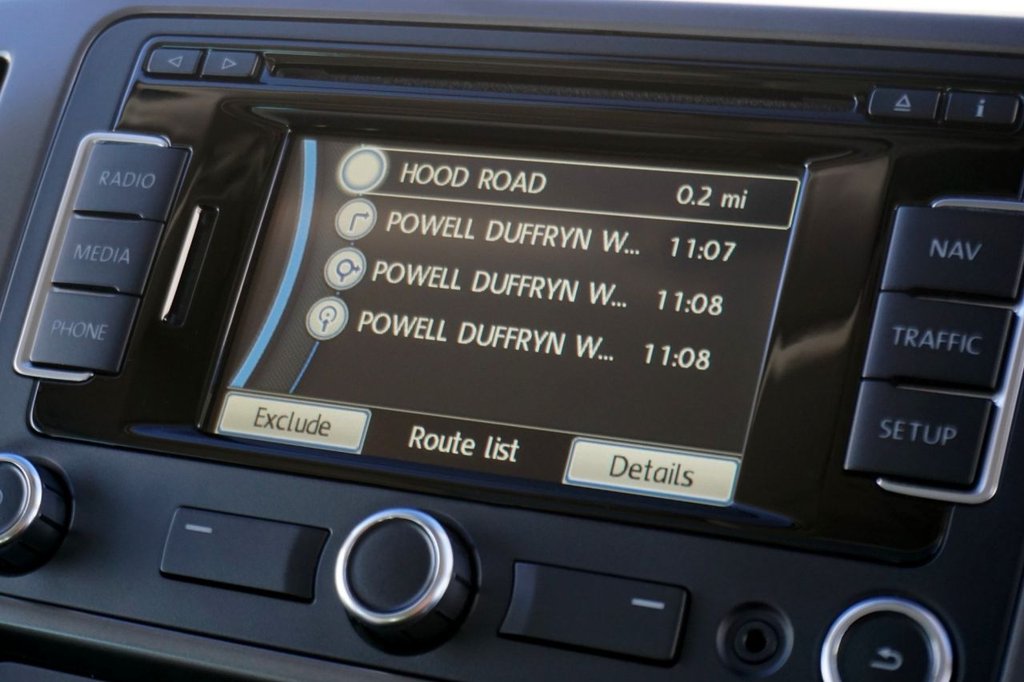 RADIO
MEDIA
PHONE
HOOD ROAD 0.2 mi
POWELL DUFFRYN W... 11:07
POWELL DUFFRYN W... 11:08
POWELL DUFFRYN W... 11:08
Exclude Route list Details
i
NAV
TRAFFIC
SETUP